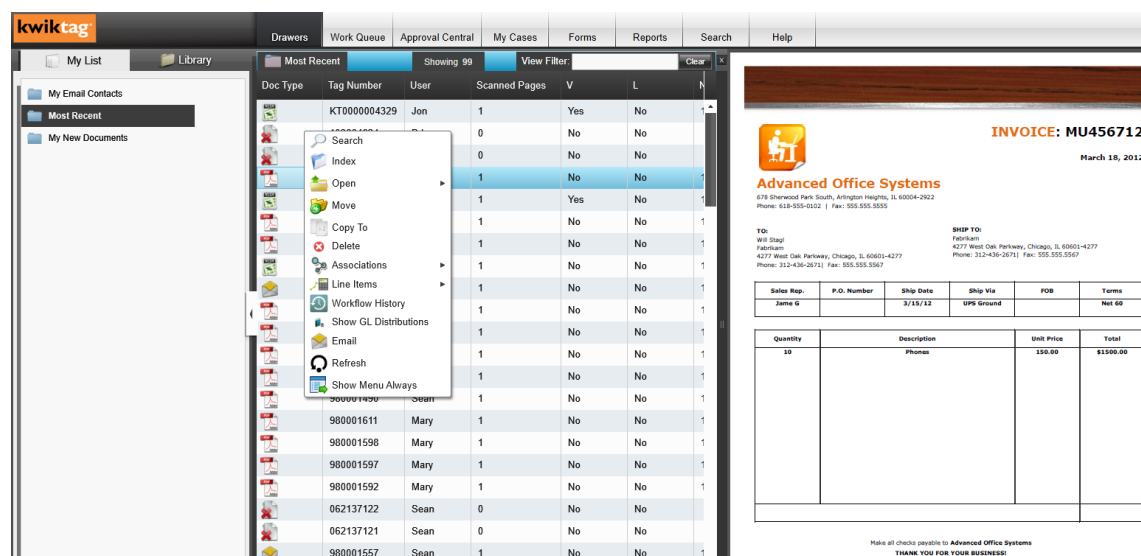 kwiktag
Drawers Work Queue Approval Central My Cases Forms Reports Search Help
My List Library
My Email Contacts
Most Recent
My New Documents
Most Recent Showing 99 View Filter: Clear x
Doc Type Tag Number User Scanned Pages V L
KT0000004329 Jon 1 Yes No
0 No No
0 No No
1 No No
1 Yes No
1 No No
1 No No
1 No No
1 No No
1 No No
1 No No
1 No No
1 No No
980001490 Sean 1 No No
980001611 Mary 1 No No
980001598 Mary 1 No No
980001597 Mary 1 No No
980001592 Mary 1 No No
062137122 Sean 0 No No
062137121 Sean 0 No No
980001557 Sean 1 No No
Search
Index
Open
Move
Copy To
Delete
Associations
Line Items
Workflow History
Show GL Distributions
Email
Refresh
Show Menu Always
INVOICE: MU456712
March 18, 2012
Advanced Office Systems
678 Sherwood Park South, Arlington Heights, IL 60004-2922
Phone: 618-555-0102 | Fax: 555.555.5555
TO:
Will Stagl
Fabrikam
4277 West Oak Parkway, Chicago, IL 60601-4277
Phone: 312-436-2671| Fax: 555.555.5567
SHIP TO:
Fabrikam
4277 West Oak Parkway, Chicago, IL 60601-4277
Phone: 312-436-2671| Fax: 555.555.5567
Sales Rep. P.O. Number Ship Date Ship Via FOB Terms
Jame G 3/15/12 UPS Ground Net 60
Quantity Description Unit Price Total
10 Phones 150.00 $1500.00
Make all checks payable to Advanced Office Systems
THANK YOU FOR YOUR BUSINESS!